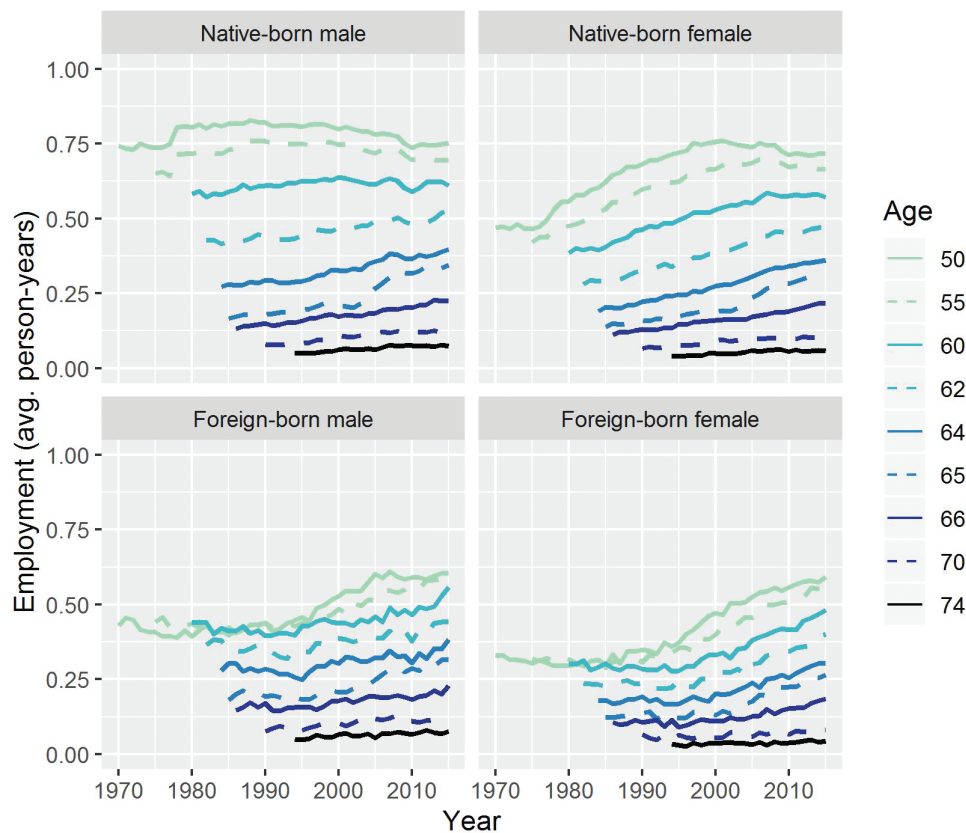 Native-born male
Native-born female
1.00
0.75
0.50
0.25
0.00
Foreign-born male
Foreign-born female
1.00
0.75
0.50
0.25
0.00
1970 1980 1990 2000 2010
1970 1980 1990 2000 2010
Year
Employment (avg. person-years)
Age
50
55
60
62
64
65
66
70
74